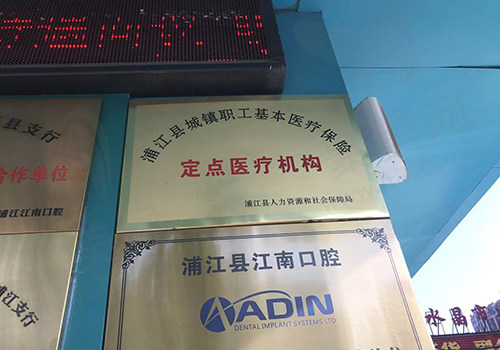 县支行
合作单位
浦江江南口腔
浦江支行
浦江县城镇职工基本医疗保险
定点医疗机构
浦江县人力资源和社会保障局
浦江县江南口腔
ADIN
DENTAL IMPLANT SYSTEMS LTD
水晶